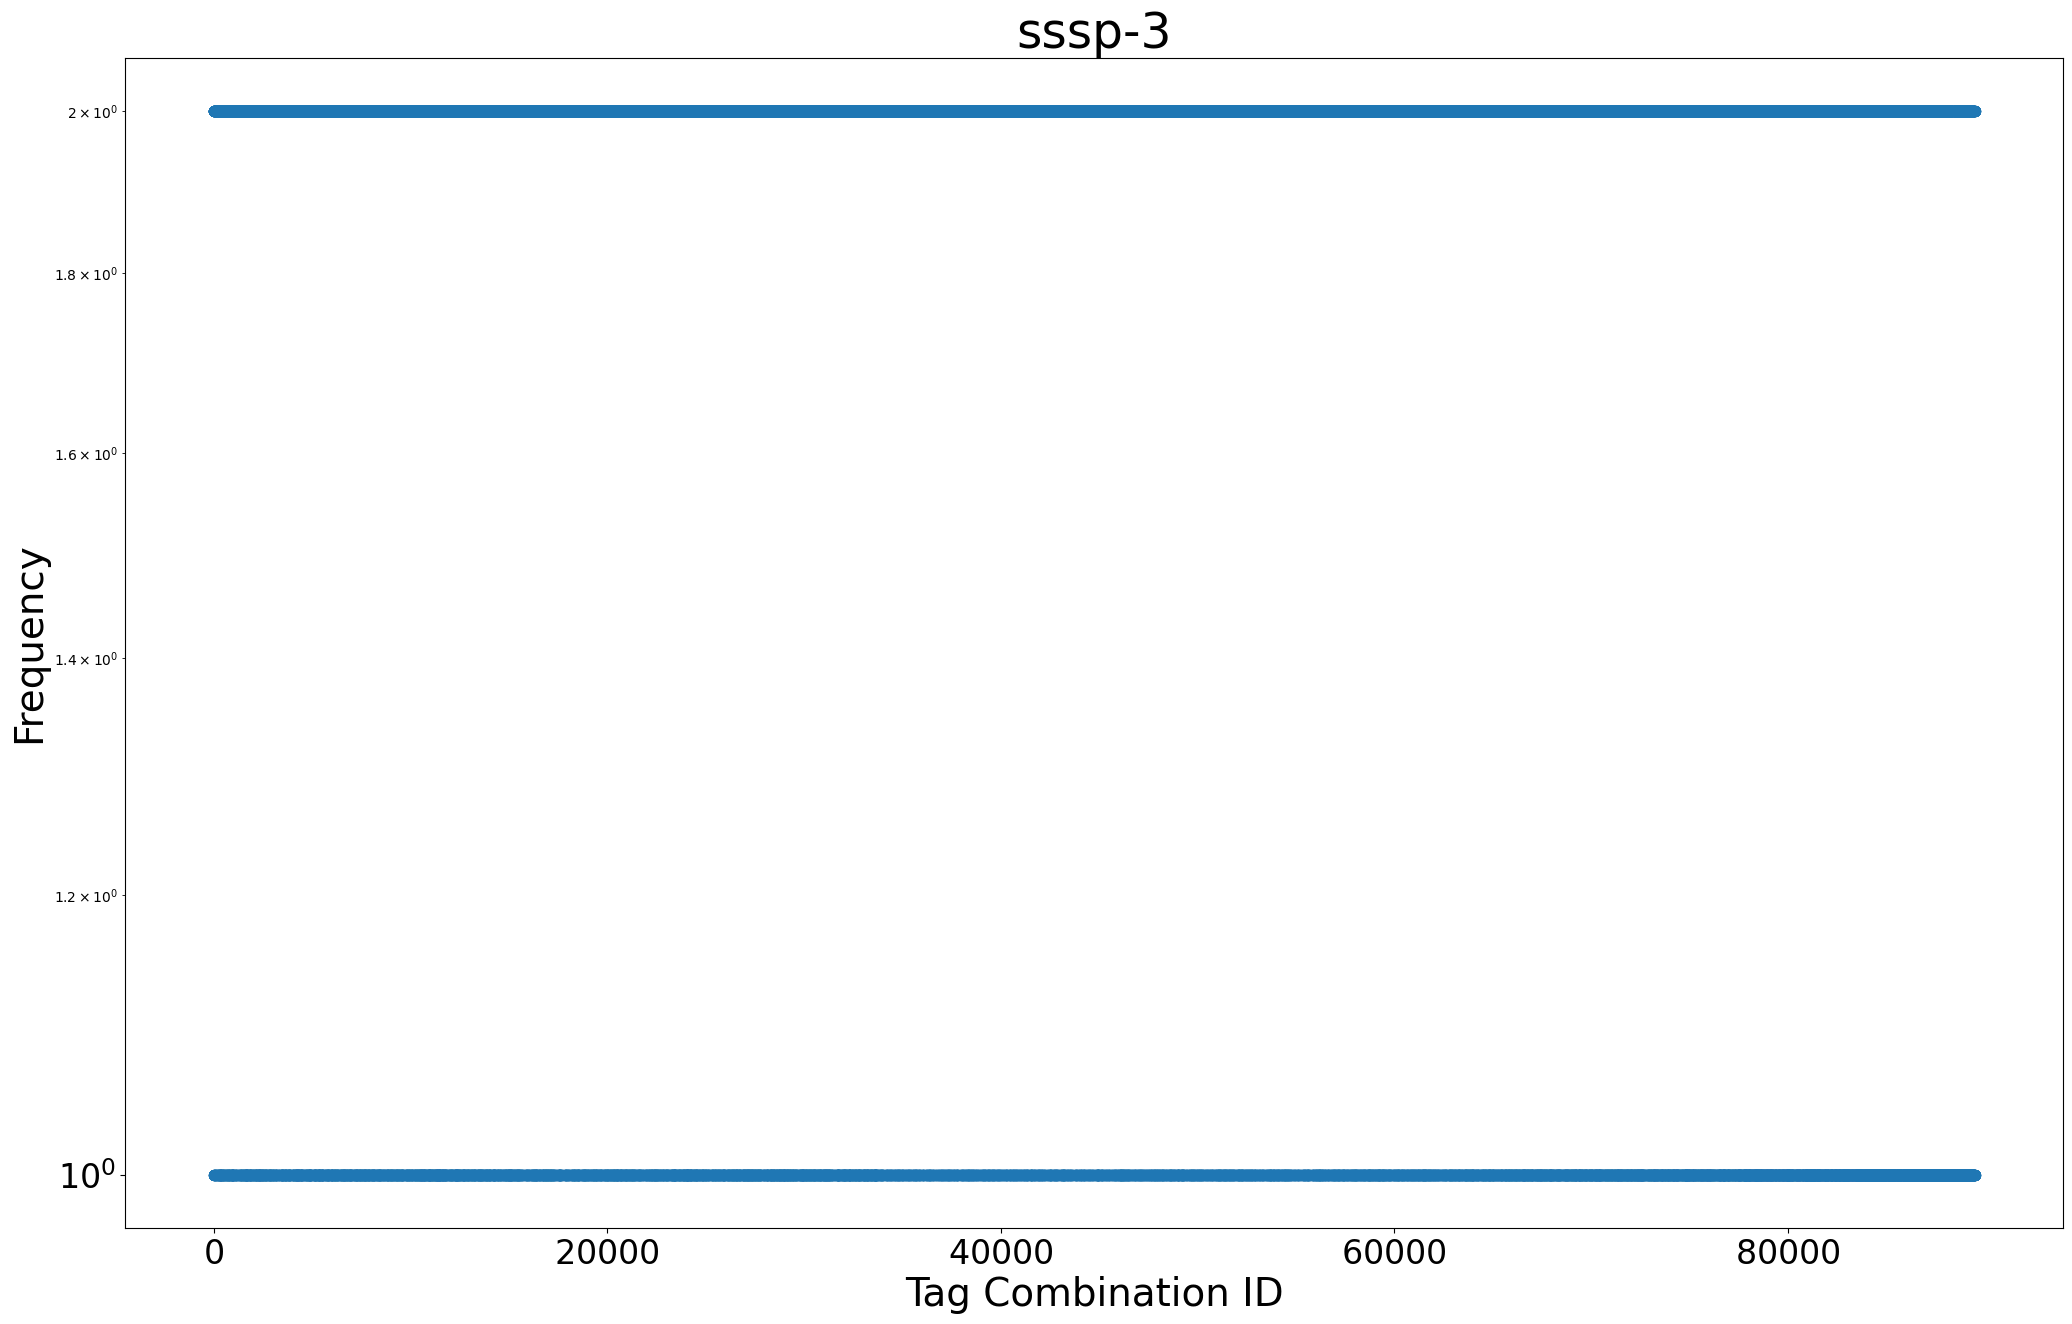 sssp-3
Frequency
2 × 10⁰
1.8 × 10⁰
1.6 × 10⁰
1.4 × 10⁰
1.2 × 10⁰
10⁰
0 20000 40000 60000 80000
Tag Combination ID